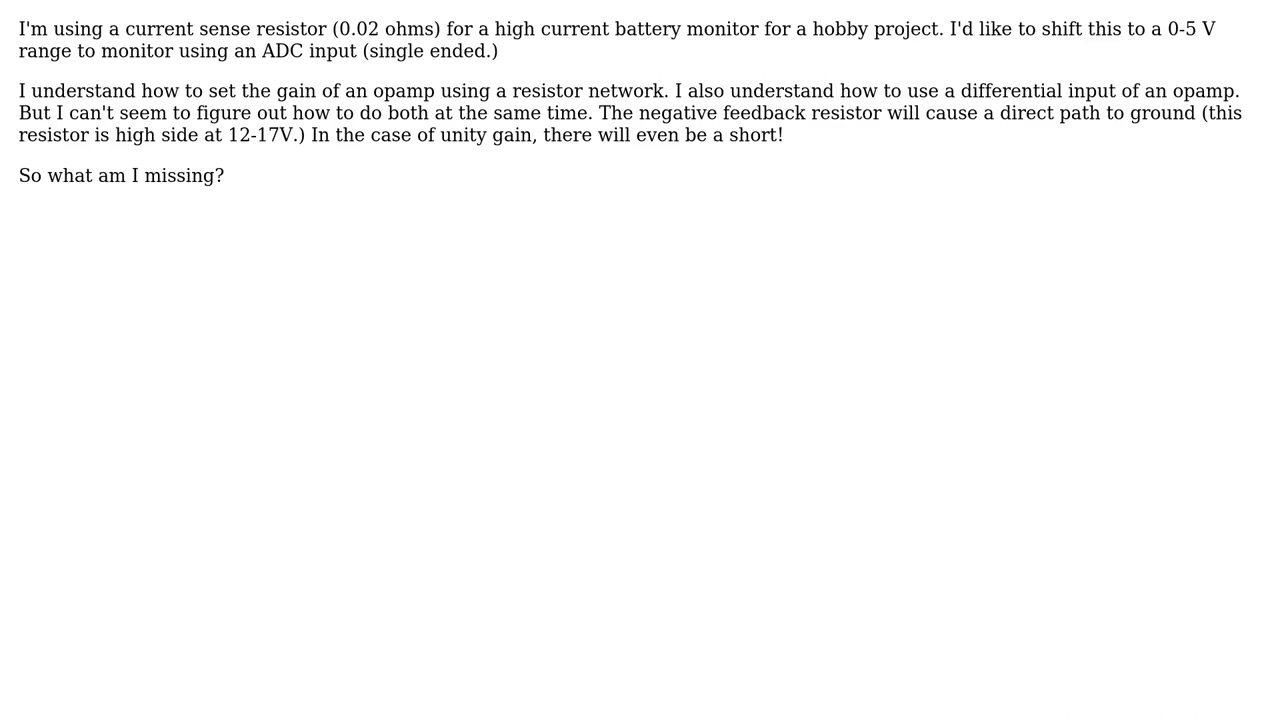 I'm using a current sense resistor (0.02 ohms) for a high current battery monitor for a hobby project. I'd like to shift this to a 0-5 V
range to monitor using an ADC input (single ended.)
I understand how to set the gain of an opamp using a resistor network. I also understand how to use a differential input of an opamp.
But I can't seem to figure out how to do both at the same time. The negative feedback resistor will cause a direct path to ground (this
resistor is high side at 12-17V.) In the case of unity gain, there will even be a short!
So what am I missing?